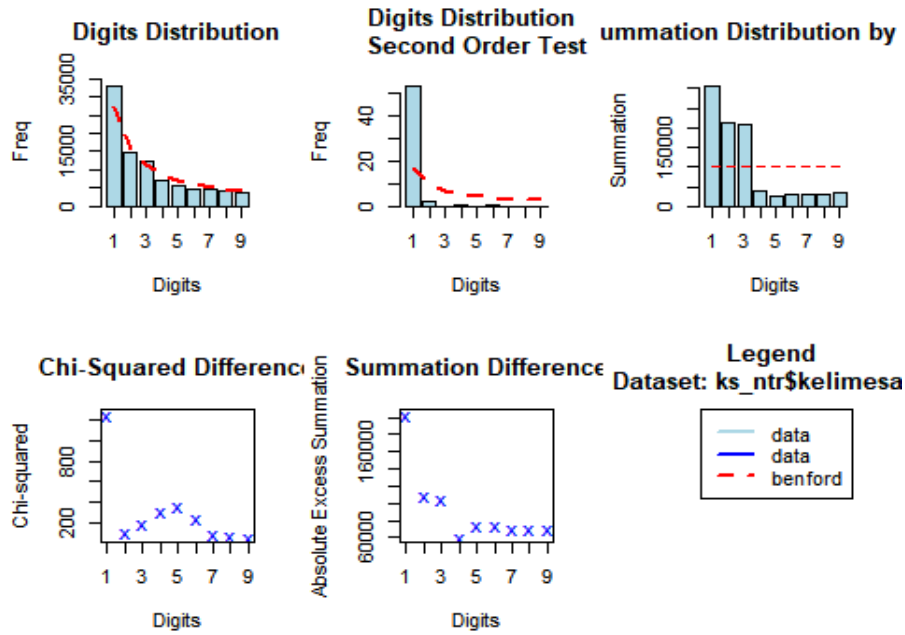 Digits Distribution
Freq
0
15000
35000
1 3 5 7 9
Digits
Digits Distribution
Second Order Test
Freq
0
20
40
1 3 5 7 9
Digits
ummation Distribution by
Summation
0
150000
1 3 5 7 9
Digits
Chi-Squared Difference
Chi-squared
200
800
1 3 5 7 9
Digits
Summation Difference
Absolute Excess Summation
60000
160000
1 3 5 7 9
Digits
Legend
Dataset: ks_ntr$kelimesa
data
data
benford